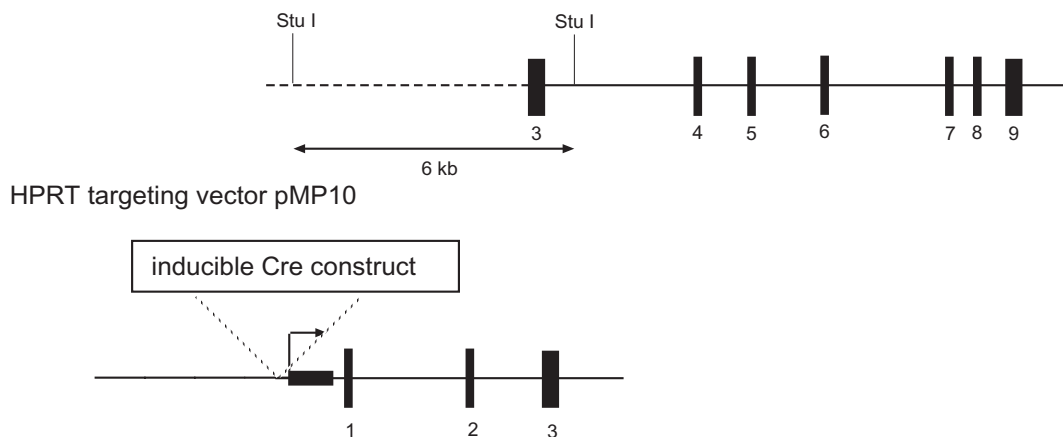 Stu I
Stu I
3
4
5
6
7
8
9
6 kb
HPRT targeting vector pMP10
inducible Cre construct
1
2
3